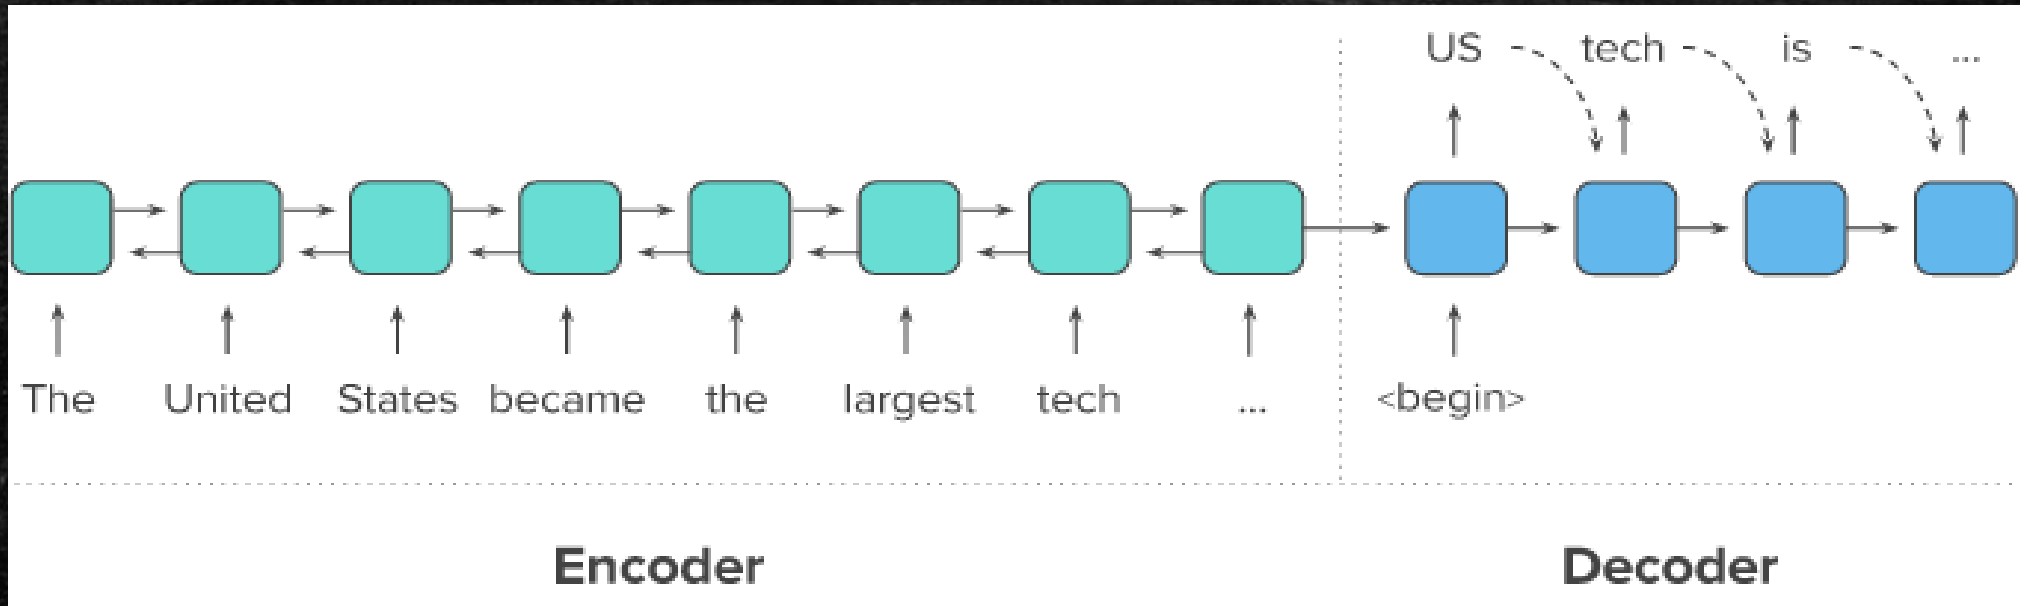 US tech is ...
The United States became the largest tech ... <begin>
Encoder Decoder